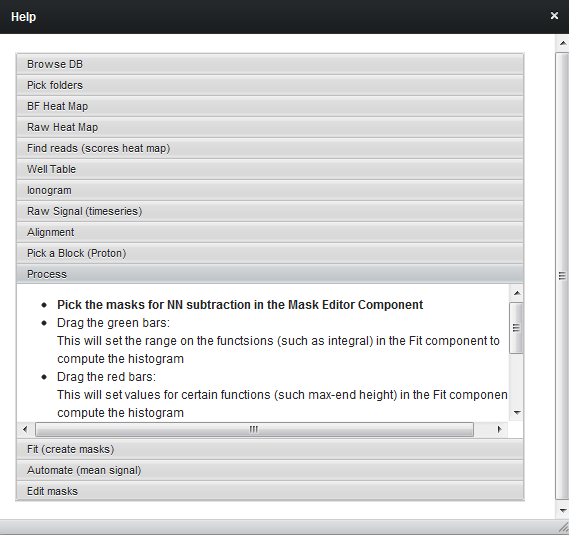 Help
Browse DB
Pick folders
BF Heat Map
Raw Heat Map
Find reads (scores heat map)
Well Table
Ionogram
Raw Signal (timeseries)
Alignment
Pick a Block (Proton)
Process
Pick the masks for NN subtraction in the Mask Editor Component
Drag the green bars:
This will set the range on the functsions (such as integral) in the Fit component to
compute the histogram
Drag the red bars:
This will set values for certain functions (such max-end height) in the Fit componen
compute the histogram
Fit (create masks)
Automate (mean signal)
Edit masks